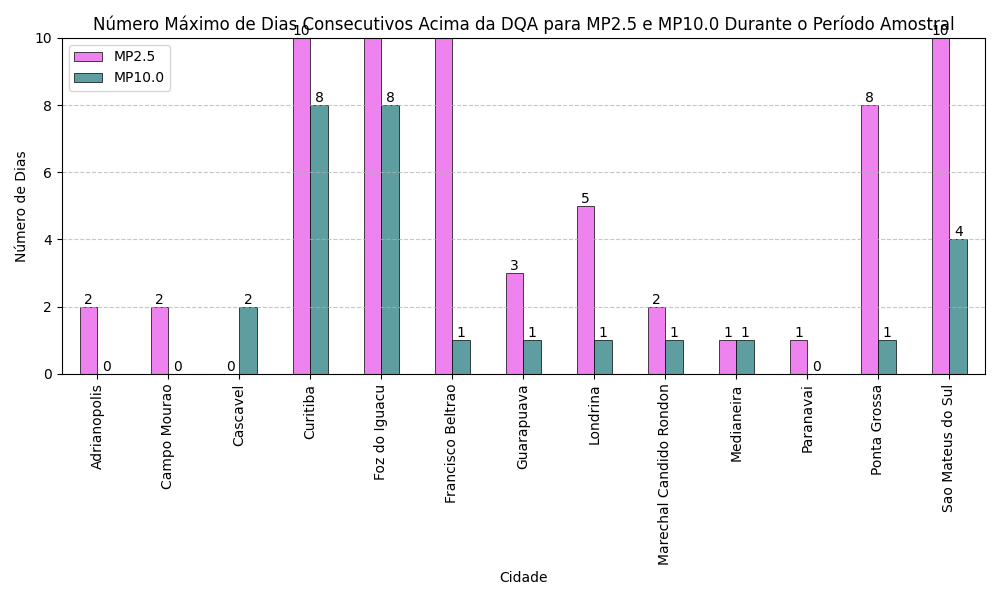 Número Máximo de Dias Consecutivos Acima da DQA para MP2.5 e MP10.0 Durante o Período Amostral
MP2.5
MP10.0
Número de Dias
10
8
6
4
2
0
2 0
2 0
0 2
10 8
8
1
3 1
5 1
2 1
1 1
1 0
8 1
10 4
Adrianopolis
Campo Mourao
Cascavel
Curitiba
Foz do Iguacu
Francisco Beltrao
Guarapuava
Londrina
Marechal Candido Rondon
Medianeira
Paranavai
Ponta Grossa
Sao Mateus do Sul
Cidade